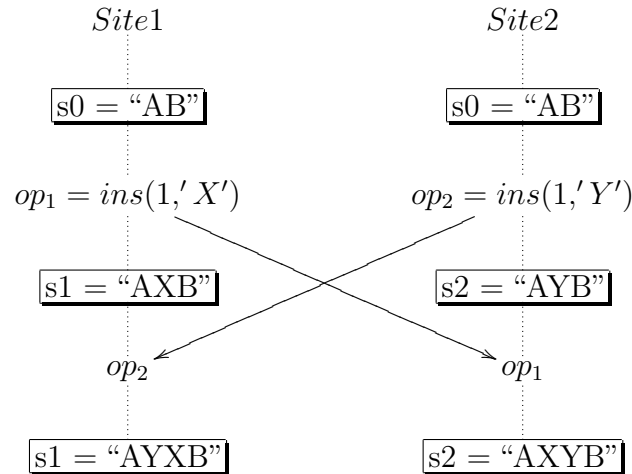 Site1 Site2
s0 = “AB” s0 = “AB”
op₁ = ins(1,′ X′) op₂ = ins(1,′ Y′)
s1 = “AXB” s2 = “AYB”
op₂ op₁
s1 = “AYXB” s2 = “AXYB”